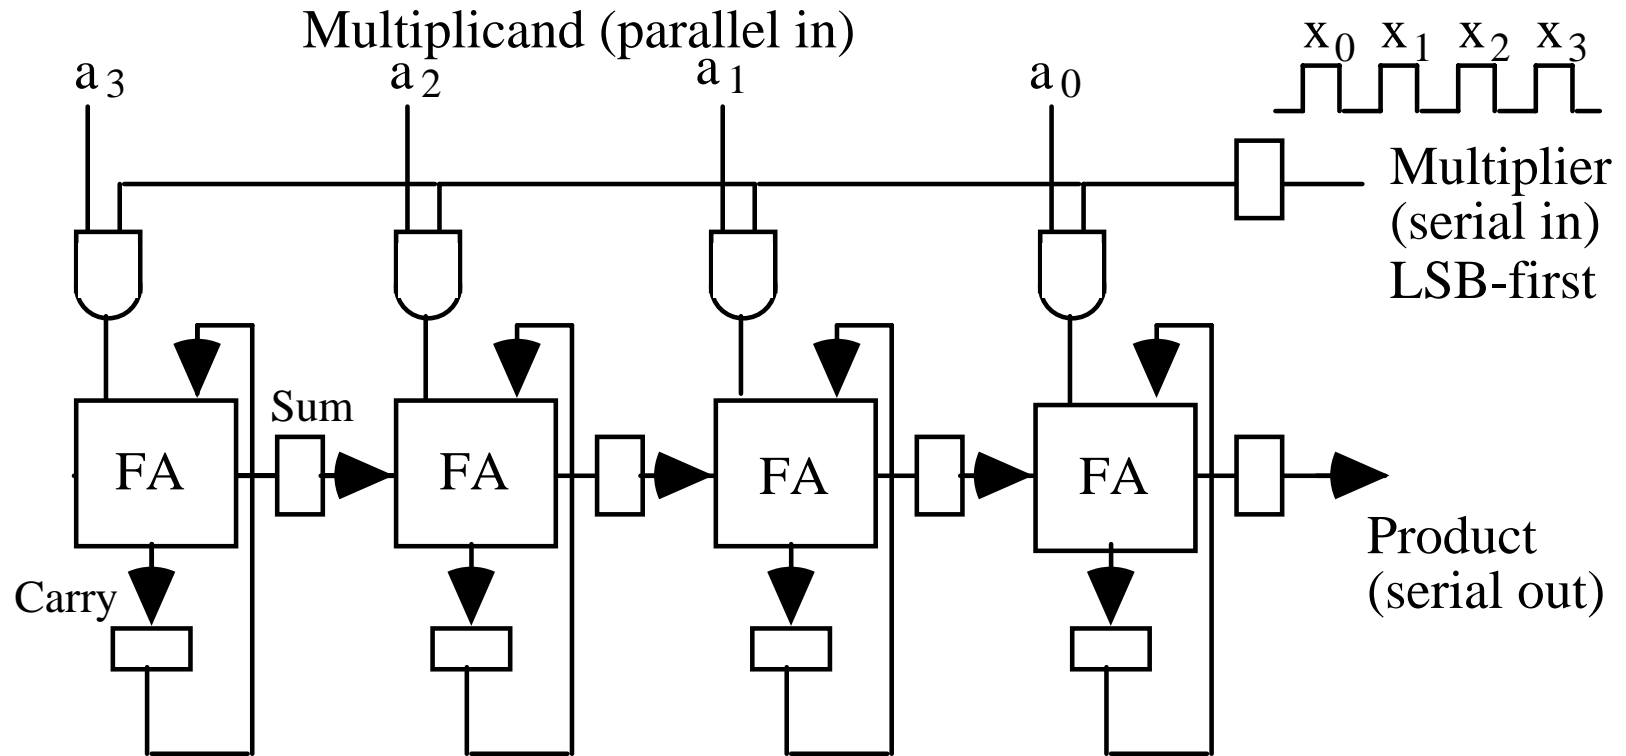 Multiplicand (parallel in)
a3 a2 a1 a0
x0 x1 x2 x3
Multiplier
(serial in)
LSB-first
Sum
FA FA FA FA
Carry
Product
(serial out)